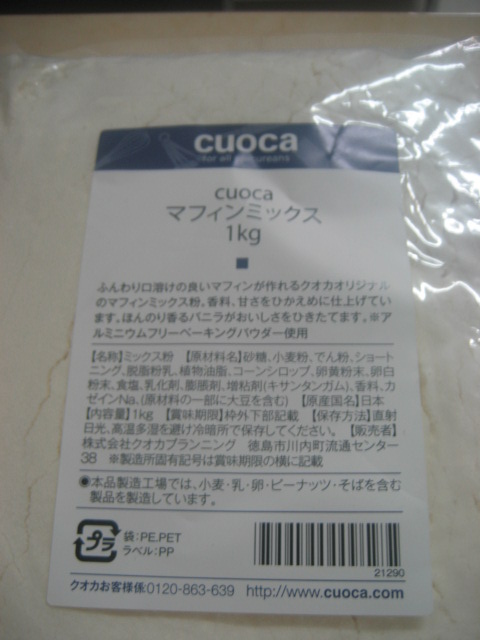 cuoca
for all epicureans
cuoca
マフィンミックス
1kg
ふんわり口溶けの良いマフィンが作れるクオカオリジナル
のマフィンミックス粉。香料、甘さをひかえめに仕上げてい
ます。ほんのり香るバニラがおいしさをひきたてます。※ア
ルミニウムフリーベーキングパウダー使用
【名称】ミックス粉 【原材料名】砂糖、小麦粉、でん粉、ショート
ニング、脱脂粉乳、植物油脂、コーンシロップ、卵黄粉末、卵白
粉末、食塩、乳化剤、膨脹剤、増粘剤(キサンタンガム)、香料、カ
ゼインNa、(原材料の一部に大豆を含む) 【原産国名】日本
【内容量】1kg 【賞味期限】枠外下部記載 【保存方法】直射
日光、高温多湿を避け冷暗所で保存してください。 【販売者】
株式会社クオカプランニング 徳島市川内町流通センター
38 ※製造所固有記号は賞味期限の横に記載
●本品製造工場では、小麦・乳・卵・ピーナッツ・そばを含む
製品を製造しています。
プラ
袋:PE,PET
ラベル:PP
21290
クオカお客様係:0120-863-639 http://www.cuoca.com